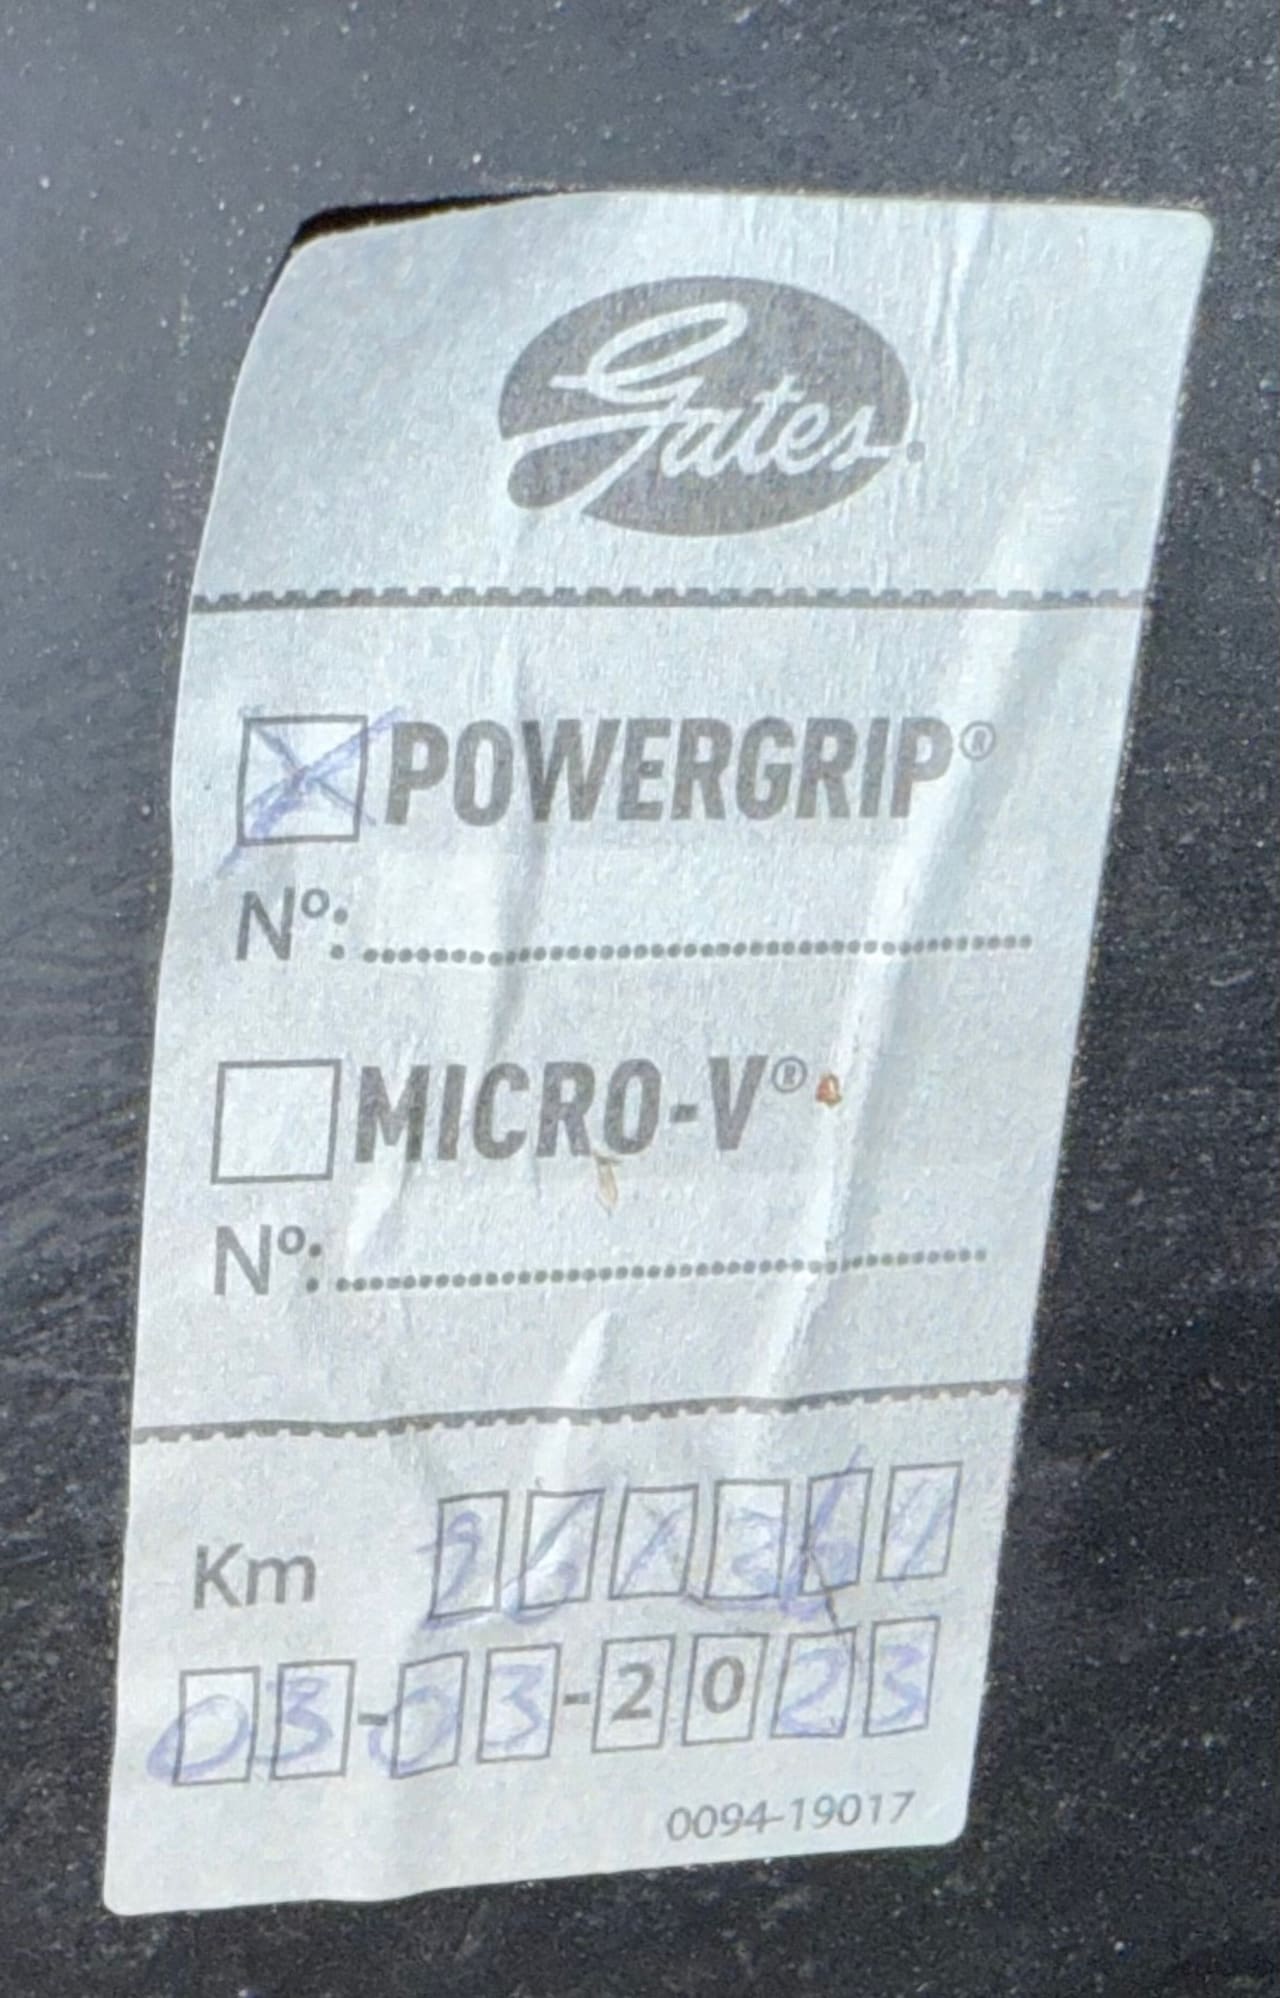 Gates
POWERGRIP®
Nº:
MICRO-V®
Nº:
Km
03-03-2023
0094-19017